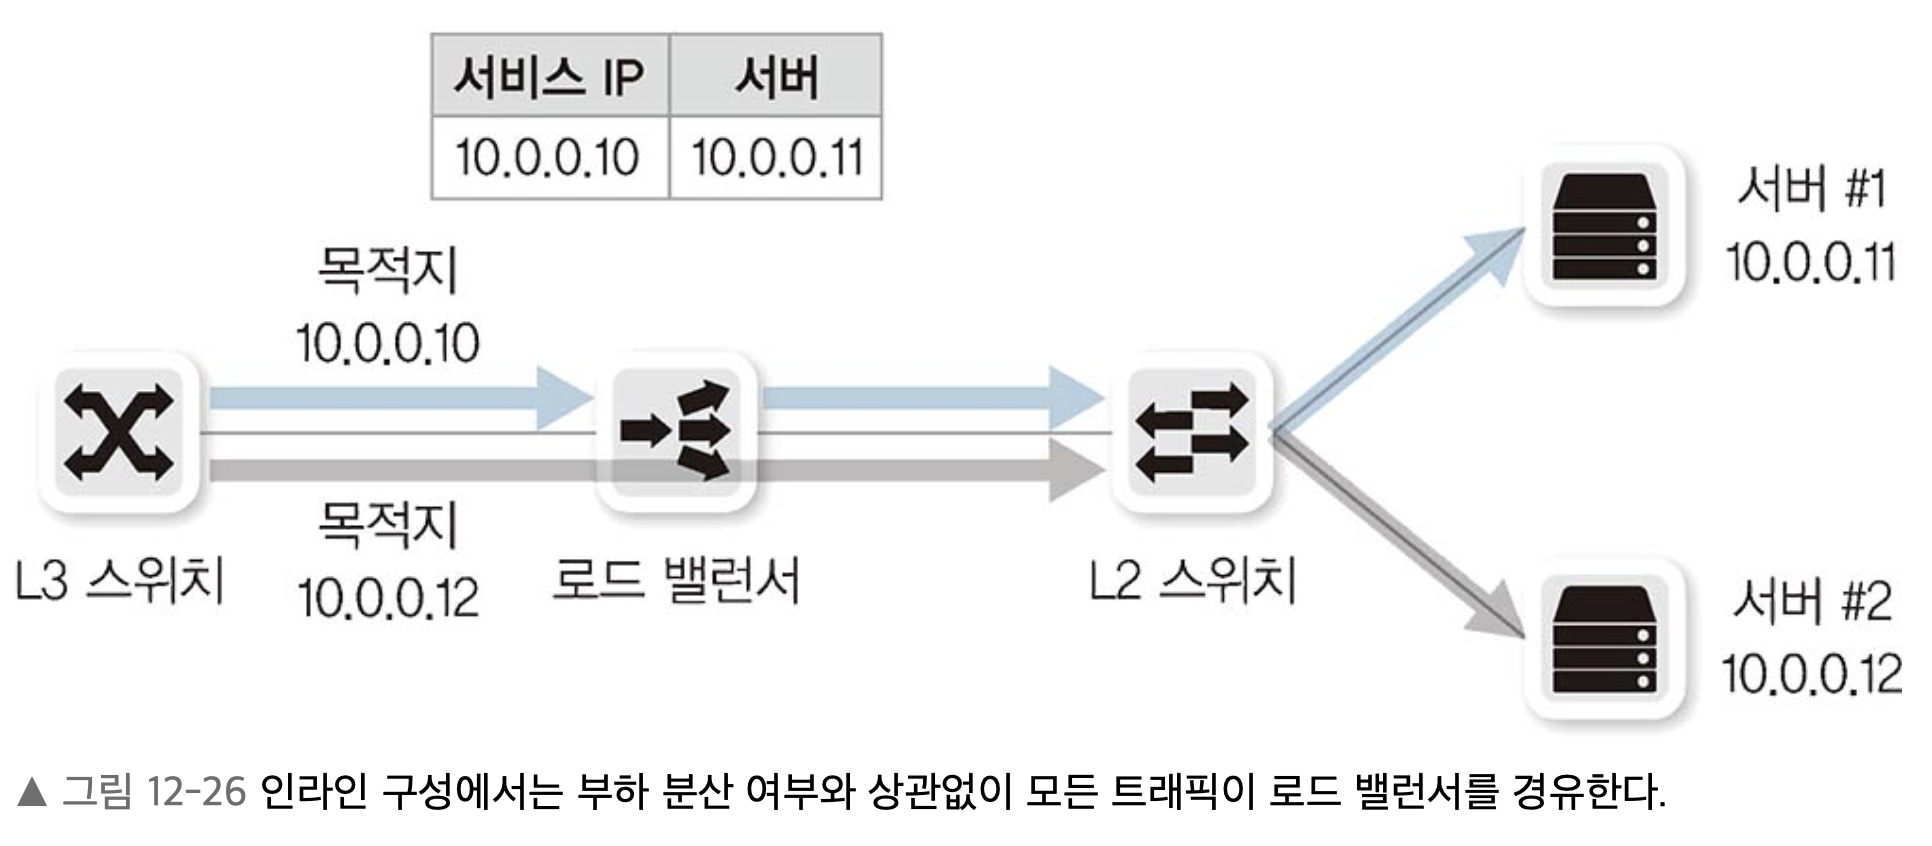 서비스 IP 서버
10.0.0.10 10.0.0.11
목적지
10.0.0.10
목적지
10.0.0.12
L3 스위치
로드 밸런서
L2 스위치
서버 #1
10.0.0.11
서버 #2
10.0.0.12
▲ 그림 12-26 인라인 구성에서는 부하 분산 여부와 상관없이 모든 트래픽이 로드 밸런서를 경유한다.